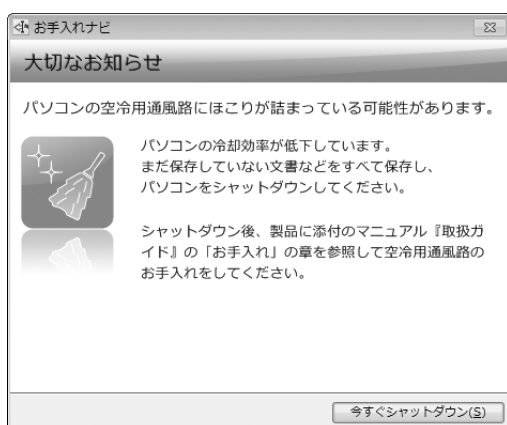 お手入れナビ
大切なお知らせ
パソコンの空冷用通風路にほこりが詰まっている可能性があります。
パソコンの冷却効率が低下しています。
まだ保存していない文書などをすべて保存し、
パソコンをシャットダウンしてください。
シャットダウン後、製品に添付のマニュアル『取扱ガ
イド』の「お手入れ」の章を参照して空冷用通風路の
お手入れをしてください。
今すぐシャットダウン(S)